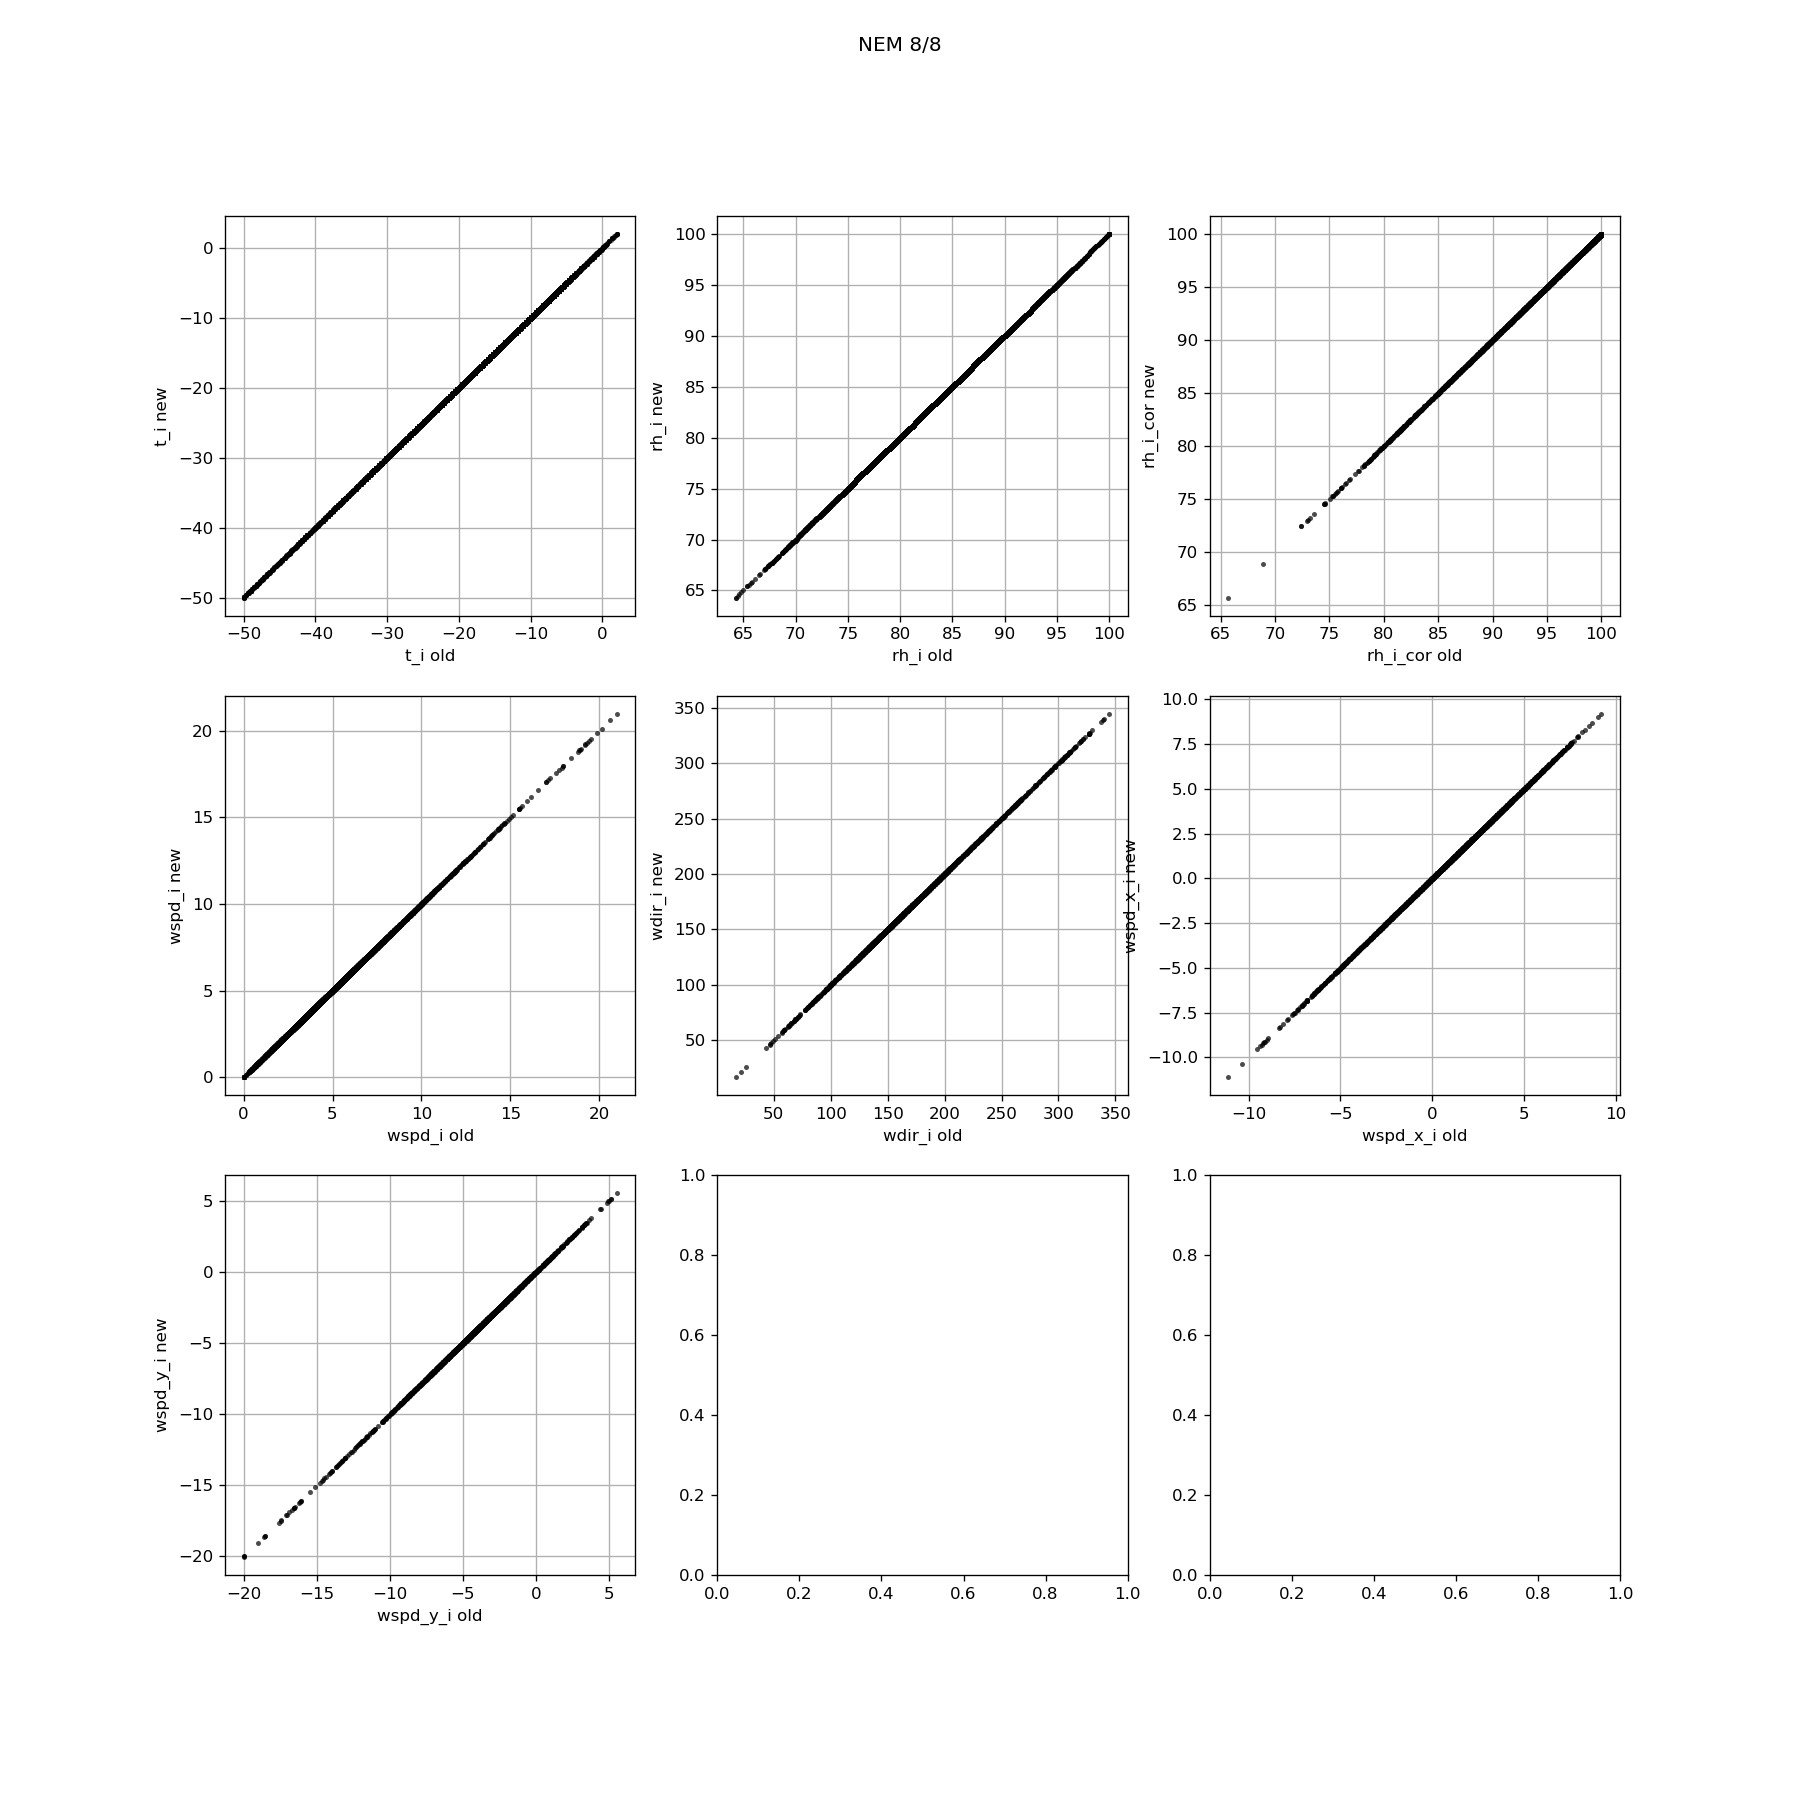 NEM 8/8
0
−10
−20
−30
−40
−50
t_i new
−50 −40 −30 −20 −10 0
t_i old
100
95
90
85
80
75
70
65
rh_i new
65 70 75 80 85 90 95 100
rh_i old
100
95
90
85
80
75
70
65
rh_i_cor new
65 70 75 80 85 90 95 100
rh_i_cor old
20
15
10
5
0
wspd_i new
0 5 10 15 20
wspd_i old
350
300
250
200
150
100
50
wdir_i new
50 100 150 200 250 300 350
wdir_i old
10.0
7.5
5.0
2.5
0.0
−2.5
−5.0
−7.5
−10.0
wspd_x_i new
−10 −5 0 5 10
wspd_x_i old
5
0
−5
−10
−15
−20
wspd_y_i new
−20 −15 −10 −5 0 5
wspd_y_i old
1.0
0.8
0.6
0.4
0.2
0.0
0.0 0.2 0.4 0.6 0.8 1.0
1.0
0.8
0.6
0.4
0.2
0.0
0.0 0.2 0.4 0.6 0.8 1.0